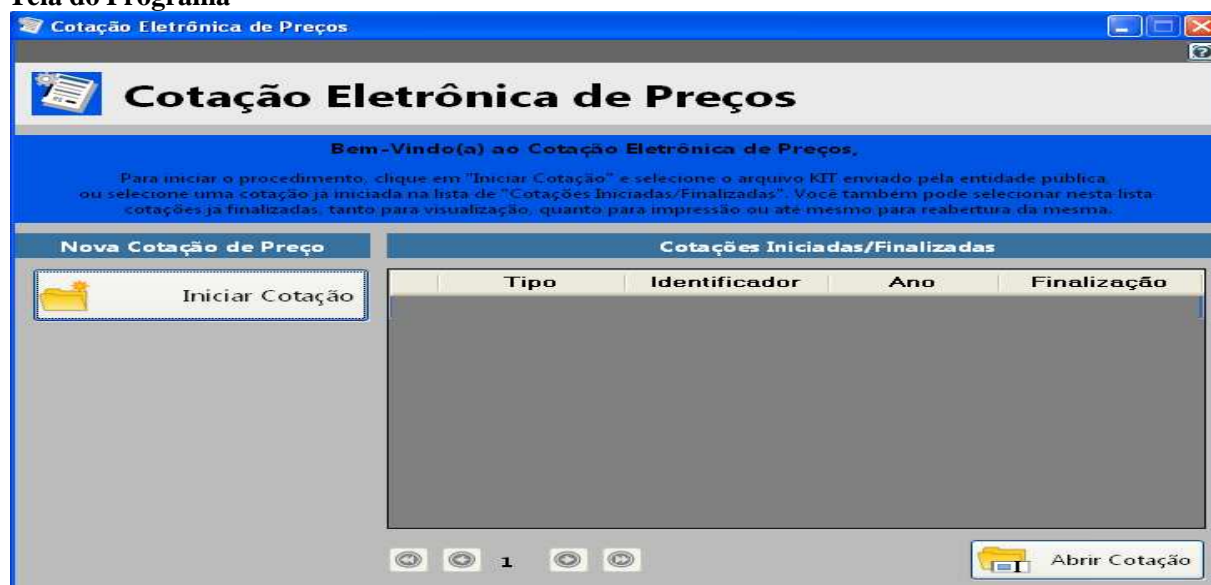 Tela do Programa
Cotação Eletrônica de Preços
Cotação Eletrônica de Preços
Bem-Vindo(a) ao Cotação Eletrônica de Preços,
Para iniciar o procedimento, clique em "Iniciar Cotação" e selecione o arquivo KIT enviado pela entidade pública,
ou selecione uma cotação já iniciada na lista de "Cotações Iniciadas/Finalizadas". Você também pode selecionar nesta lista
cotações já finalizadas, tanto para visualização, quanto para impressão ou até mesmo para reabertura da mesma.
Nova Cotação de Preço
Cotações Iniciadas/Finalizadas
Iniciar Cotação
Tipo Identificador Ano Finalização
1
Abrir Cotação